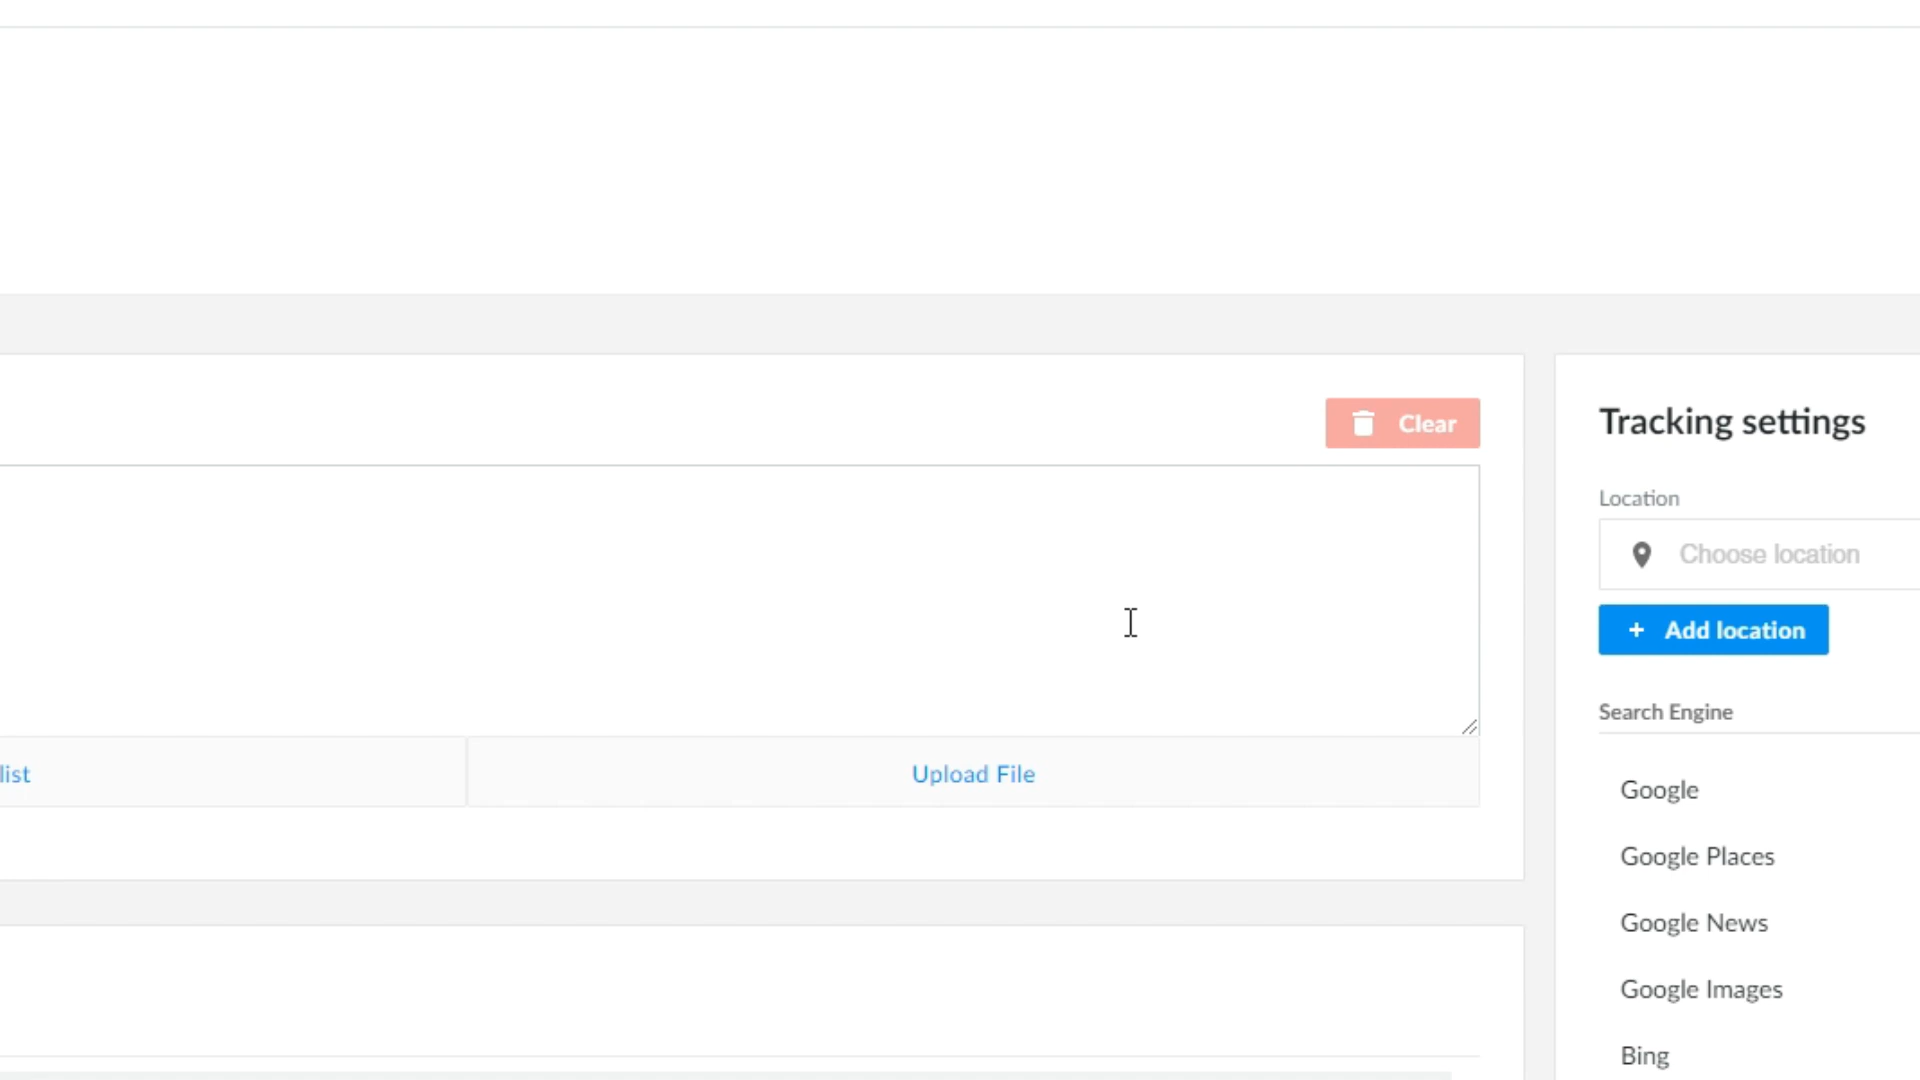 Clear
list
Upload File
Tracking settings
Location
Choose location
+ Add location
Search Engine
Google
Google Places
Google News
Google Images
Bing